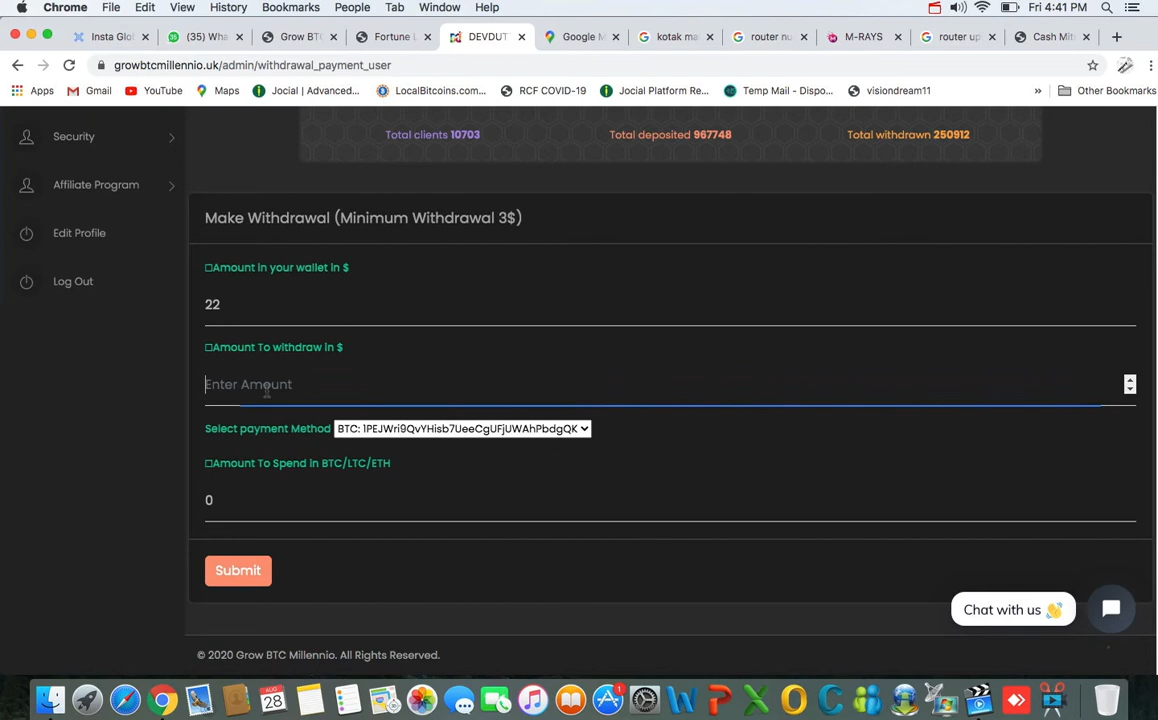 Chrome File Edit View History Bookmarks People Tab Window Help Fri 4:41 PM
Insta Glo (35) Wha Grow BTC Fortune DEVDUT Google M kotak ma router nu M-RAYS router up Cash Mit
growbtcmillennio.uk/admin/withdrawal_payment_user
Apps Gmail YouTube Maps Jocial | Advanced... LocalBitcoins.com... RCF COVID-19 Jocial Platform Re... Temp Mail - Dispo... visiondream11 » Other Bookmarks
Total clients 10703 Total deposited 967748 Total withdrawn 250912
Security
Affiliate Program
Edit Profile
Log Out
Make Withdrawal (Minimum Withdrawal 3$)
Amount in your wallet in $
22
Amount To withdraw in $
Enter Amount
Select payment Method BTC: 1PEJWri9QvYHisb7UeeCgUFjUWAhPbdgQK
Amount To Spend in BTC/LTC/ETH
0
Submit
Chat with us 👋
© 2020 Grow BTC Millennio. All Rights Reserved.
AUG
28